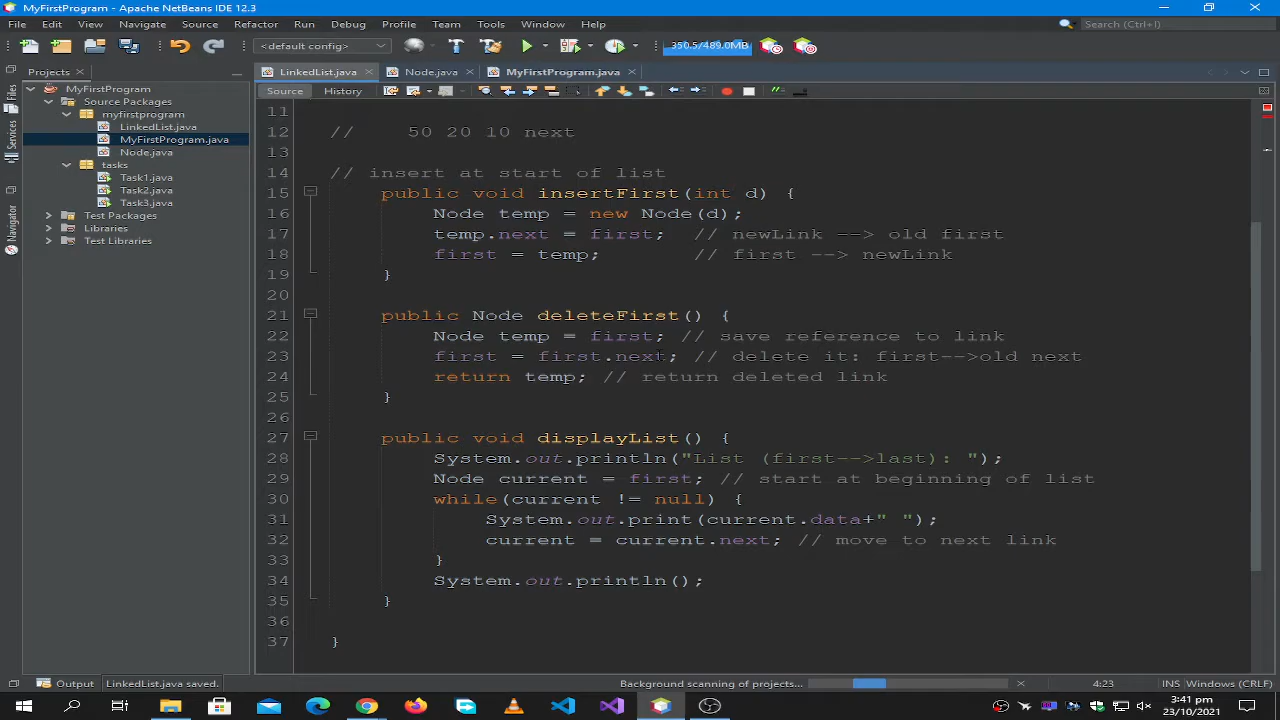 MyFirstProgram - Apache NetBeans IDE 12.3
File Edit View Navigate Source Refactor Run Debug Profile Team Tools Window Help
Search (Ctrl+I)
<default config>
350.5/489.0MB
Projects
LinkedList.java
Node.java
MyFirstProgram.java
Source History
Files
Services
Navigator
MyFirstProgram
Source Packages
myfirstprogram
LinkedList.java
MyFirstProgram.java
Node.java
tasks
Task1.java
Task2.java
Task3.java
Test Packages
Libraries
Test Libraries
11
12 // 50 20 10 next
13
14 // insert at start of list
15 public void insertFirst(int d) {
16 Node temp = new Node(d);
17 temp.next = first; // newLink --> old first
18 first = temp; // first --> newLink
19 }
20
21 public Node deleteFirst() {
22 Node temp = first; // save reference to link
23 first = first.next; // delete it: first-->old next
24 return temp; // return deleted link
25 }
26
27 public void displayList() {
28 System.out.println("List (first-->last): ");
29 Node current = first; // start at beginning of list
30 while(current != null) {
31 System.out.print(current.data+" ");
32 current = current.next; // move to next link
33 }
34 System.out.println();
35 }
36
37 }
Output
LinkedList.java saved.
Background scanning of projects...
4:23
INS
Windows (CRLF)
3:41 pm
23/10/2021